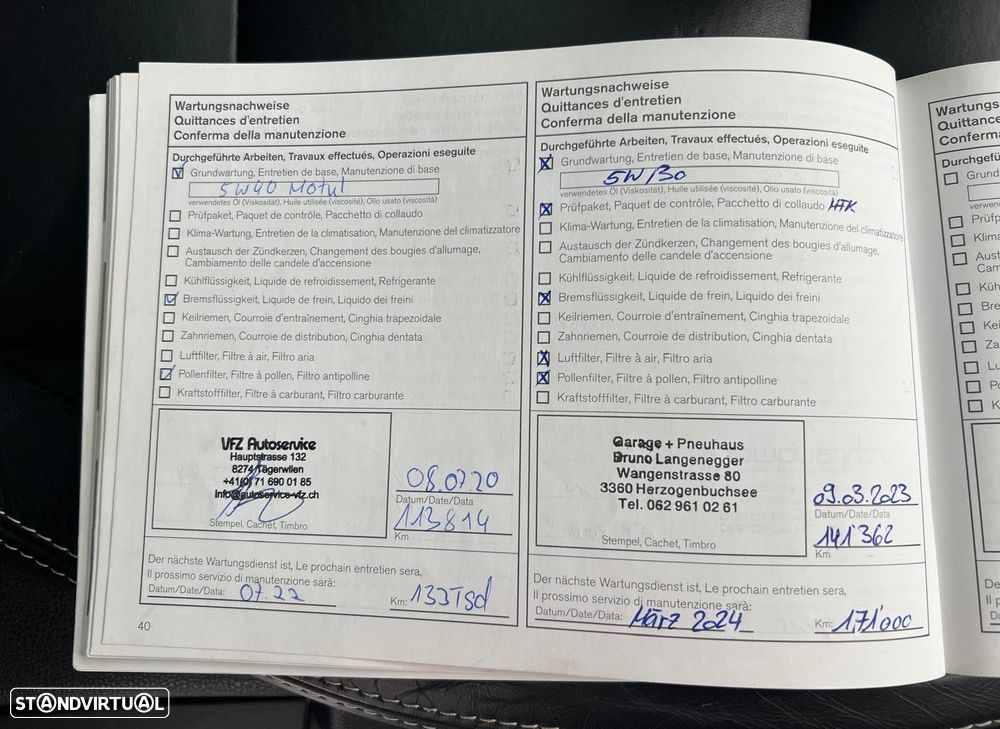 Wartungsnachweise
Quittances d'entretien
Conferma della manutenzione
Durchgeführte Arbeiten, Travaux effectués, Operazioni eseguite
Grundwartung, Entretien de base, Manutenzione di base
5W40 Motul
verwendetes Öl (Viskosität), Huile utilisée (viscosité), Olio usato (viscosità)
Prüfpaket, Paquet de contrôle, Pacchetto di collaudo
Klima-Wartung, Entretien de la climatisation, Manutenzione del climatizzatore
Austausch der Zündkerzen, Changement des bougies d'allumage,
Cambiamento delle candele d'accensione
Kühlflüssigkeit, Liquide de refroidissement, Refrigerante
Bremsflüssigkeit, Liquide de frein, Liquido dei freini
Keilriemen, Courroie d'entraînement, Cinghia trapezoidale
Zahnriemen, Courroie de distribution, Cinghia dentata
Luftfilter, Filtre à air, Filtro aria
Pollenfilter, Filtre à pollen, Filtro antipolline
Kraftstofffilter, Filtre à carburant, Filtro carburante
VFZ Autoservice
Hauptstrasse 132
8274 Tägerwilen
+41(0)71 690 01 85
info@autoservice-vfz.ch
Stempel, Cachet, Timbro
08.07.20
Datum/Date/Data
113814
Km
Der nächste Wartungsdienst ist, Le prochain entretien sera,
Il prossimo servizio di manutenzione sarà:
Datum/Date/Data: 07.22
Km: 133Tsd
40
Wartungsnachweise
Quittances d'entretien
Conferma della manutenzione
Durchgeführte Arbeiten, Travaux effectués, Operazioni eseguite
Grundwartung, Entretien de base, Manutenzione di base
5W30
verwendetes Öl (Viskosität), Huile utilisée (viscosité), Olio usato (viscosità)
Prüfpaket, Paquet de contrôle, Pacchetto di collaudo
Klima-Wartung, Entretien de la climatisation, Manutenzione del climatizzatore
Austausch der Zündkerzen, Changement des bougies d'allumage,
Cambiamento delle candele d'accensione
Kühlflüssigkeit, Liquide de refroidissement, Refrigerante
Bremsflüssigkeit, Liquide de frein, Liquido dei freini
Keilriemen, Courroie d'entraînement, Cinghia trapezoidale
Zahnriemen, Courroie de distribution, Cinghia dentata
Luftfilter, Filtre à air, Filtro aria
Pollenfilter, Filtre à pollen, Filtro antipolline
Kraftstofffilter, Filtre à carburant, Filtro carburante
Garage + Pneuhaus
Bruno Langenegger
Wangenstrasse 80
3360 Herzogenbuchsee
Tel. 062 961 02 61
Stempel, Cachet, Timbro
09.03.2023
Datum/Date/Data
141'362
Km
Der nächste Wartungsdienst ist, Le prochain entretien sera,
Il prossimo servizio di manutenzione sarà:
Datum/Date/Data: März 2024
Km: 171'000
STANDVIRTUAL